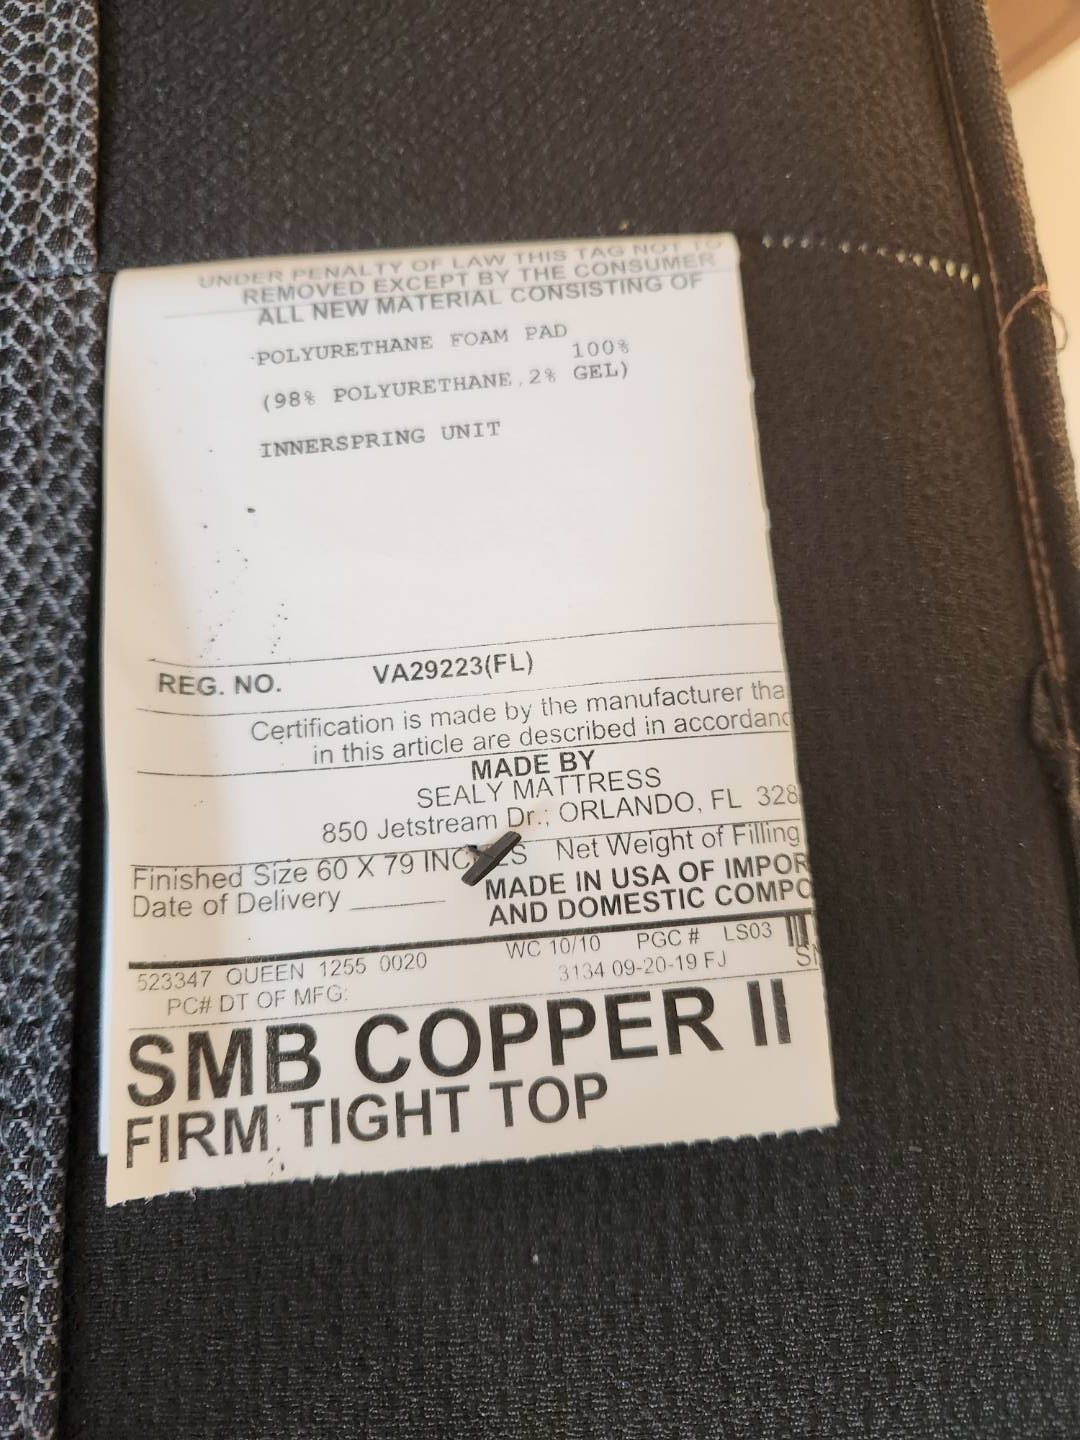 UNDER PENALTY OF LAW THIS TAG NOT TO
REMOVED EXCEPT BY THE CONSUMER
ALL NEW MATERIAL CONSISTING OF
POLYURETHANE FOAM PAD
100%
(98% POLYURETHANE, 2% GEL)
INNERSPRING UNIT
REG. NO. VA29223(FL)
Certification is made by the manufacturer tha
in this article are described in accordanc
MADE BY
SEALY MATTRESS
850 Jetstream Dr., ORLANDO, FL 328
Finished Size 60 X 79 INCHES Net Weight of Filling
Date of Delivery
MADE IN USA OF IMPOR
AND DOMESTIC COMPO
523347 QUEEN 1255 0020 WC 10/10 PGC # LS03
PC# DT OF MFG: 3134 09-20-19 FJ
SMB COPPER II
FIRM TIGHT TOP